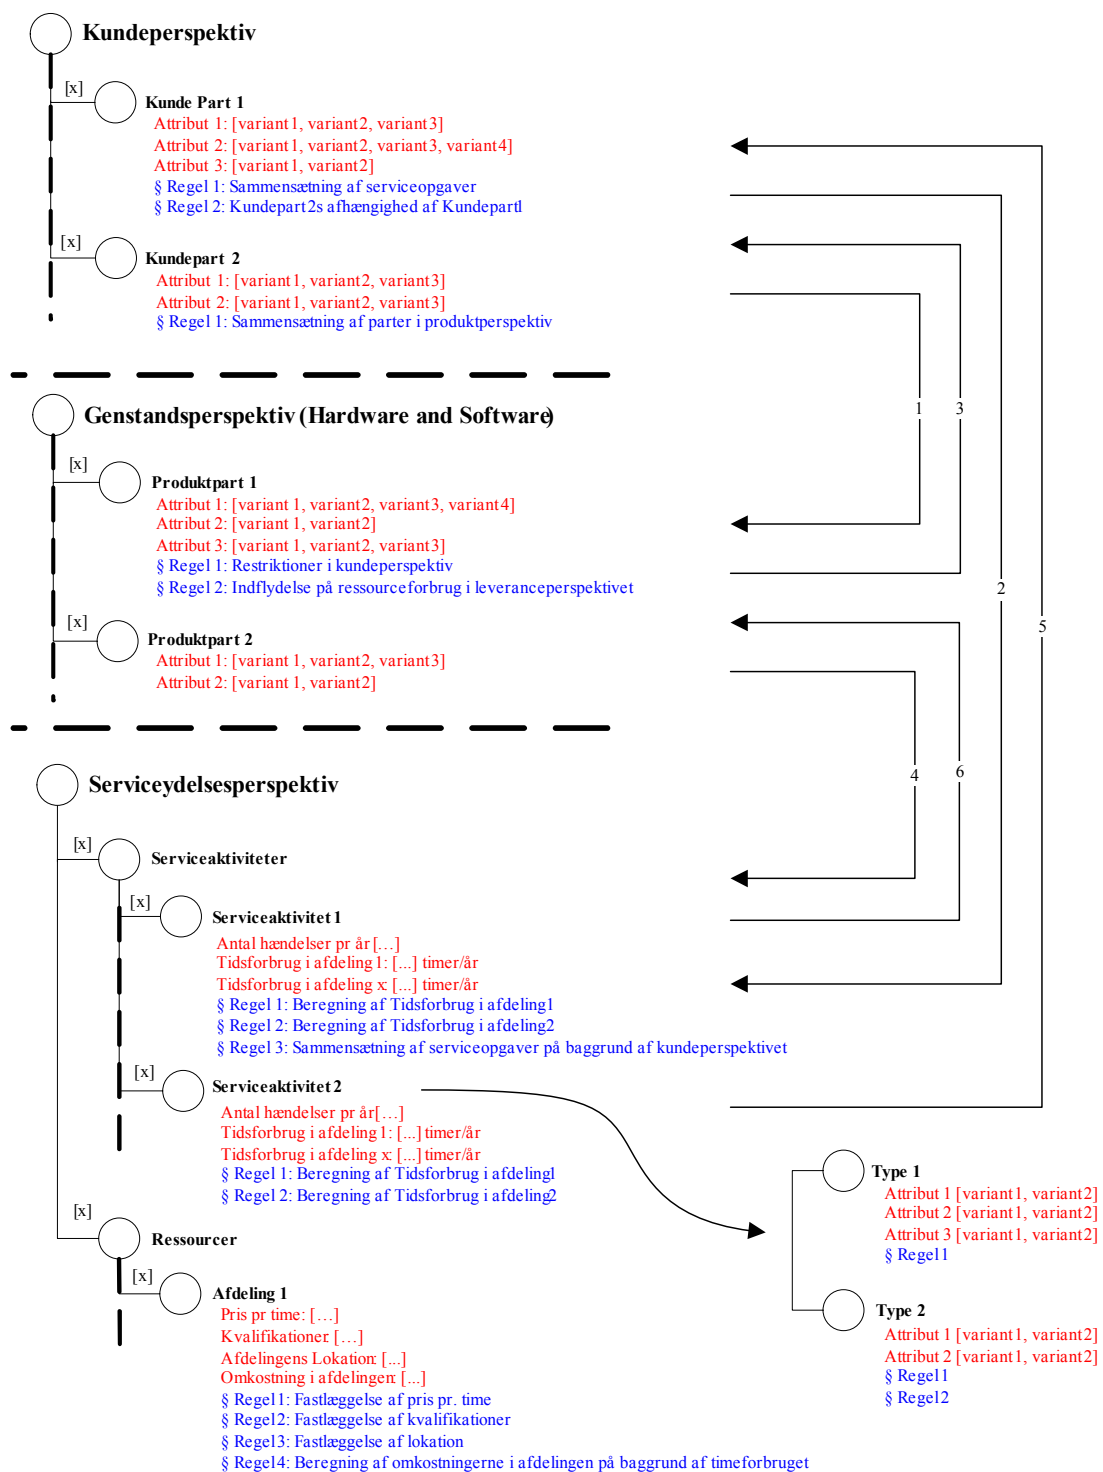 Kundeperspektiv
[x]
Kunde Part 1
Attribut 1: [variant1, variant2, variant3]
Attribut 2: [variant1, variant2, variant3, variant4]
Attribut 3: [variant1, variant2]
§ Regel 1: Sammensætning af serviceopgaver
§ Regel 2: Kundepart2s afhængighed af Kundepart1
[x]
Kundepart 2
Attribut 1: [variant1, variant2, variant3]
Attribut 2: [variant1, variant2, variant3]
§ Regel 1: Sammensætning af parter i produktperspektiv
Genstandsperspektiv (Hardware and Software)
1
3
[x]
Produktpart 1
Attribut 1: [variant 1, variant2, variant3, variant4]
Attribut 2: [variant 1, variant2]
Attribut 3: [variant 1, variant2, variant3]
§ Regel 1: Restriktioner i kundeperspektiv
§ Regel 2: Indflydelse på ressourceforbrug i leveranceperspektivet
2
[x]
5
Produktpart 2
Attribut 1: [variant 1, variant2, variant3]
Attribut 2: [variant 1, variant2]
Serviceydelsesperspektiv
4
6
[x]
Serviceaktiviteter
[x]
Serviceaktivitet 1
Antal hændelser pr år […]
Tidsforbrug i afdeling 1: [...] timer/år
Tidsforbrug i afdeling x: [...] timer/år
§ Regel 1: Beregning af Tidsforbrug i afdeling1
§ Regel 2: Beregning af Tidsforbrug i afdeling2
§ Regel 3: Sammensætning af serviceopgaver på baggrund af kundeperspektivet
[x]
Serviceaktivitet 2
Antal hændelser pr år[…]
Tidsforbrug i afdeling 1: [...] timer/år
Tidsforbrug i afdeling x: [...] timer/år
§ Regel 1: Beregning af Tidsforbrug i afdeling1
§ Regel 2: Beregning af Tidsforbrug i afdeling2
Type 1
Attribut 1 [variant1, variant2]
Attribut 2 [variant1, variant2]
Attribut 3 [variant1, variant2]
§ Regel1
[x]
Ressourcer
[x]
Afdeling 1
Pris pr time: […]
Kvalifikationer: […]
Afdelingens Lokation: [...]
Omkostning i afdelingen: [...]
§ Regel1: Fastlæggelse af pris pr. time
§ Regel2: Fastlæggelse af kvalifikationer
§ Regel3: Fastlæggelse af lokation
§ Regel4: Beregning af omkostningerne i afdelingen på baggrund af timeforbruget
Type 2
Attribut 1 [variant1, variant2]
Attribut 2 [variant1, variant2]
§ Regel1
§ Regel2